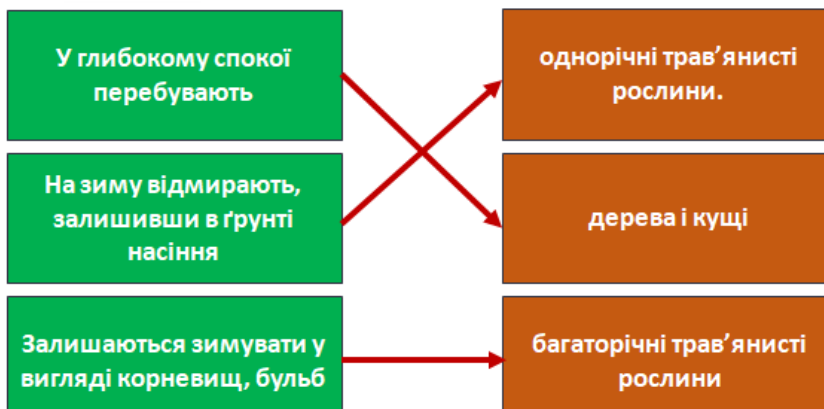 У глибокому спокої
перебувають
однорічні трав’янисті
рослини.
На зиму відмирають,
залишивши в ґрунті
насіння
дерева і кущі
Залишаються зимувати у
вигляді корневищ, бульб
багаторічні трав’янисті
рослини